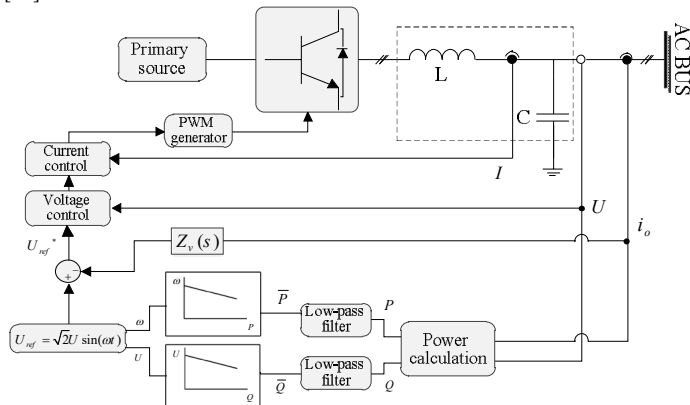 Primary
source
L
C
AC BUS
PWM
generator
Current
control
I
Voltage
control
U
U_ref*
Z_v(s)
i_o
+
−
ω
P
P̅
Low-pass
filter
P
U_ref = √2U sin(ωt)
ω
U
Power
calculation
U
Q
Q̅
Low-pass
filter
Q